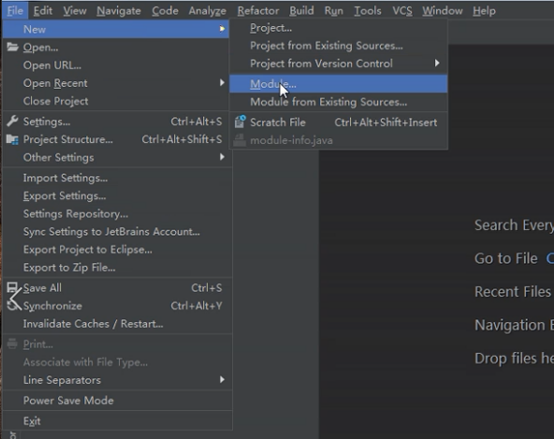 File Edit View Navigate Code Analyze Refactor Build Run Tools VCS Window Help
New
Open...
Open URL...
Open Recent
Close Project
Settings... Ctrl+Alt+S
Project Structure... Ctrl+Alt+Shift+S
Other Settings
Import Settings...
Export Settings...
Settings Repository...
Sync Settings to JetBrains Account...
Export Project to Eclipse...
Export to Zip File...
Save All Ctrl+S
Synchronize Ctrl+Alt+Y
Invalidate Caches / Restart...
Print...
Associate with File Type...
Line Separators
Power Save Mode
Exit
Project...
Project from Existing Sources...
Project from Version Control
Module...
Module from Existing Sources...
Scratch File Ctrl+Alt+Shift+Insert
module-info.java
Search Every
Go to File C
Recent Files
Navigation
Drop files he